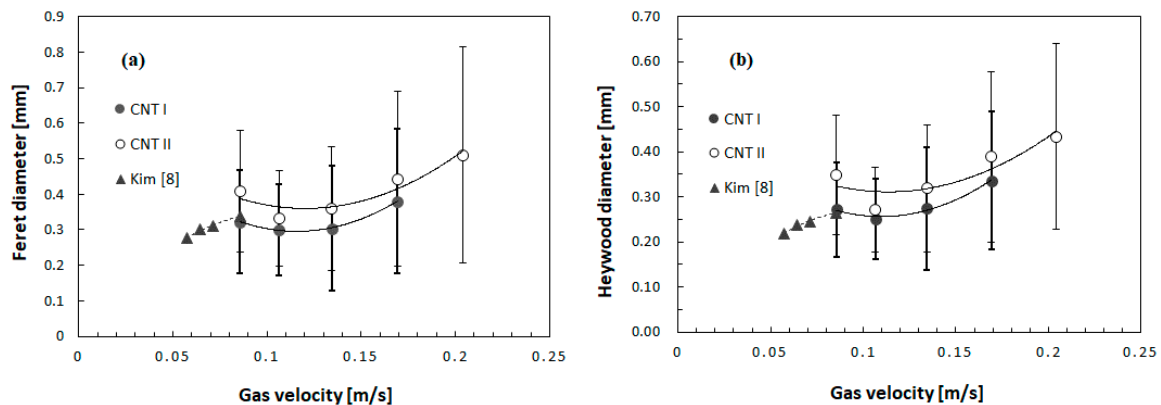 0.9
0.8
0.7
0.6
0.5
0.4
0.3
0.2
0.1
0
Feret diameter [mm]
(a)
CNT I
CNT II
Kim [8]
0 0.05 0.1 0.15 0.2 0.25
Gas velocity [m/s]
0.70
0.60
0.50
0.40
0.30
0.20
0.10
0.00
Heywood diameter [mm]
(b)
CNT I
CNT II
Kim [8]
0 0.05 0.1 0.15 0.2 0.25
Gas velocity [m/s]